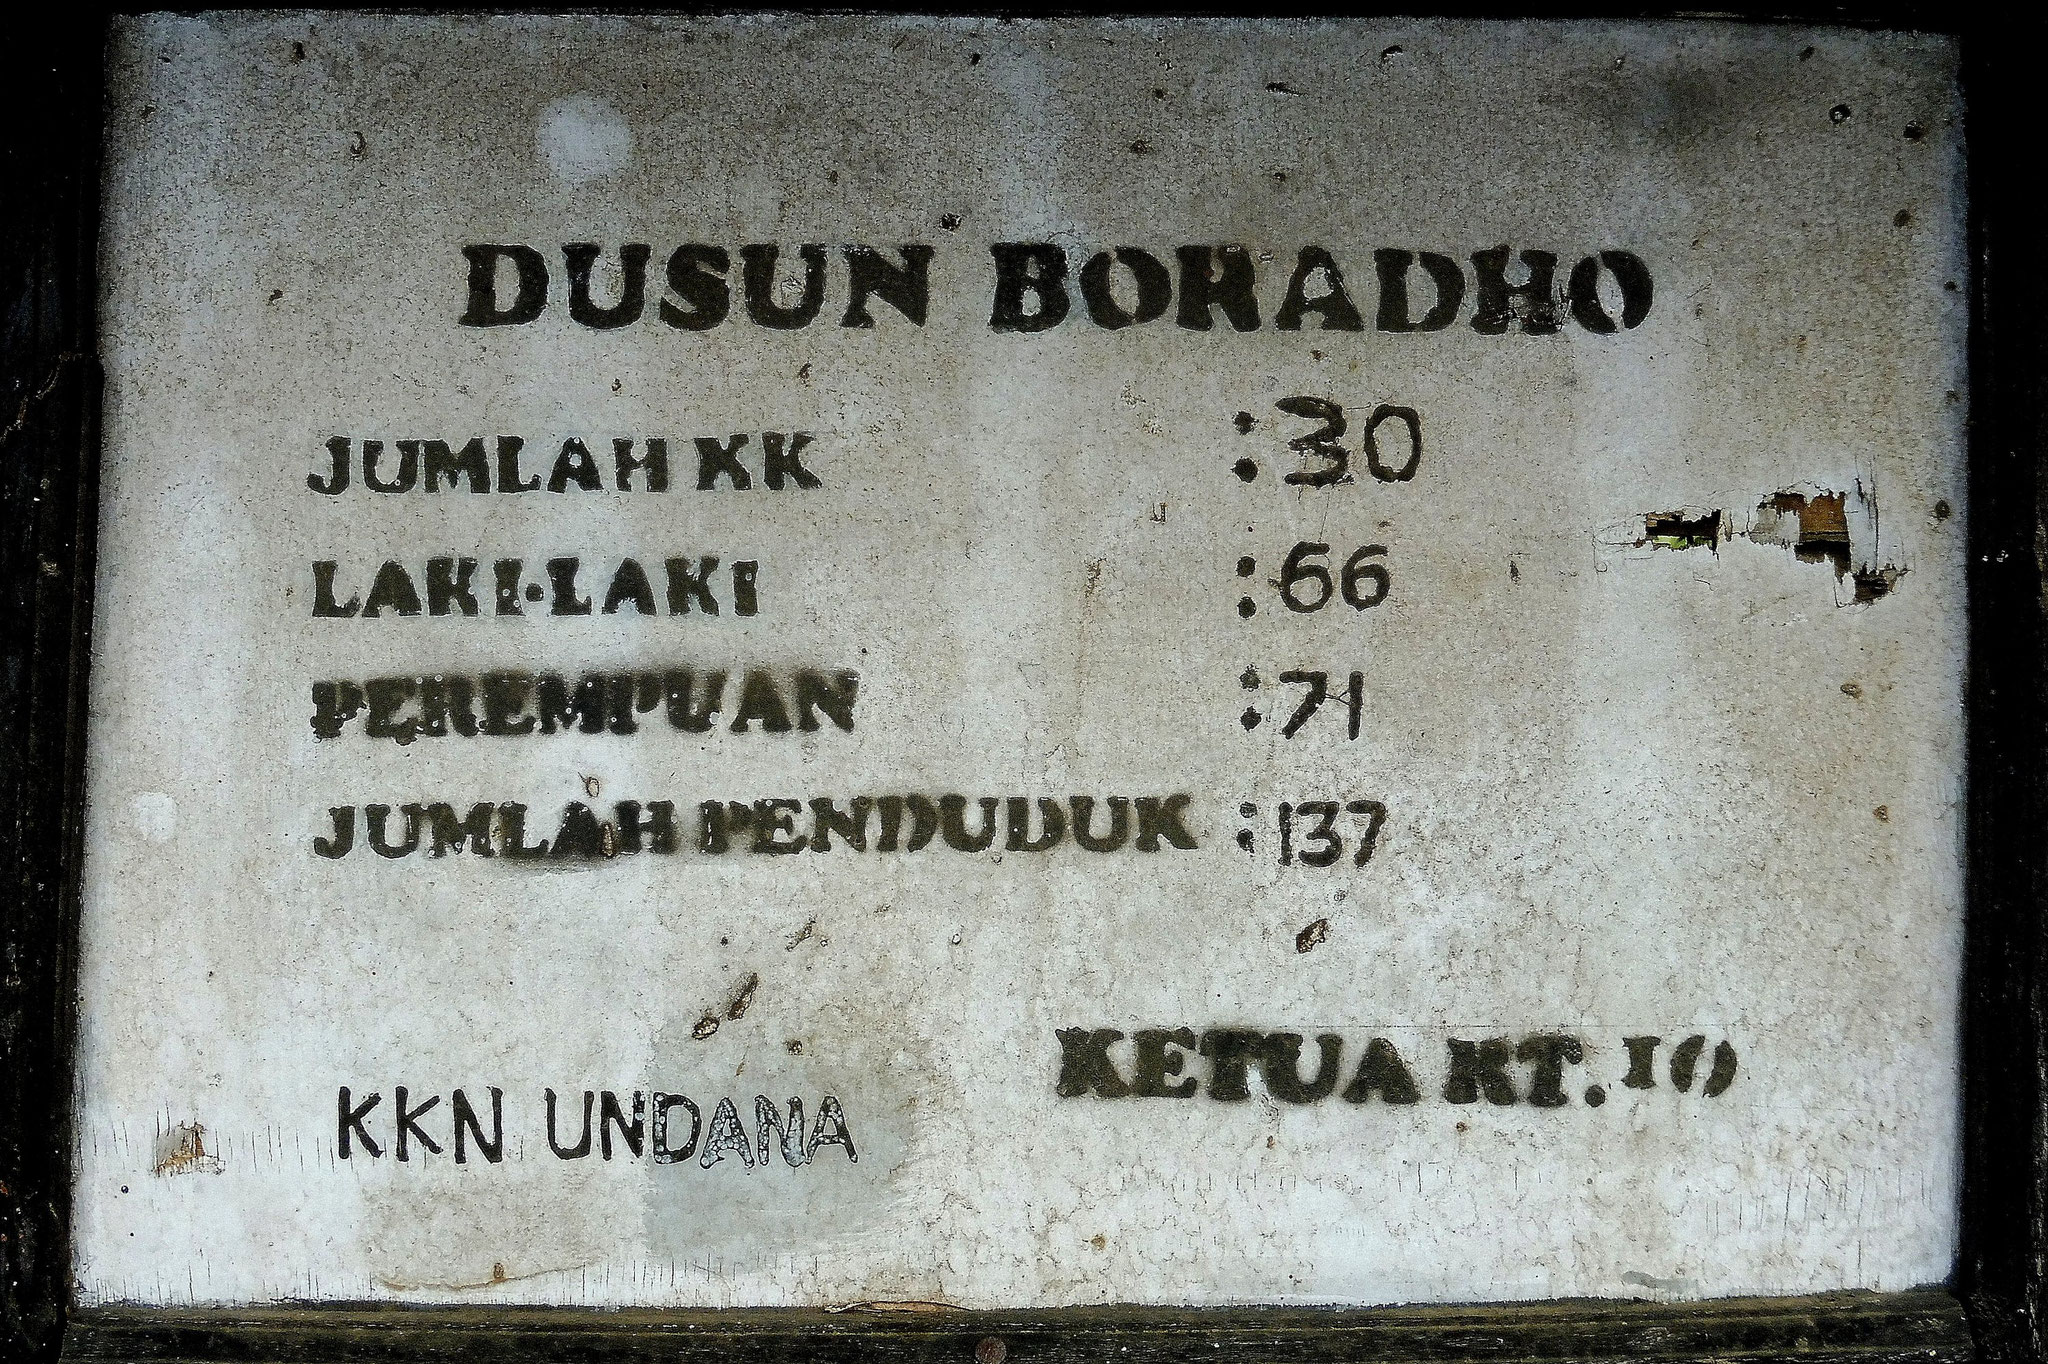 DUSUN BORADHO
JUMLAH KK : 30
LAKI-LAKI : 66
PEREMPUAN : 71
JUMLAH PENDUDUK : 137
KETUA RT. 10
KKN UNDANA